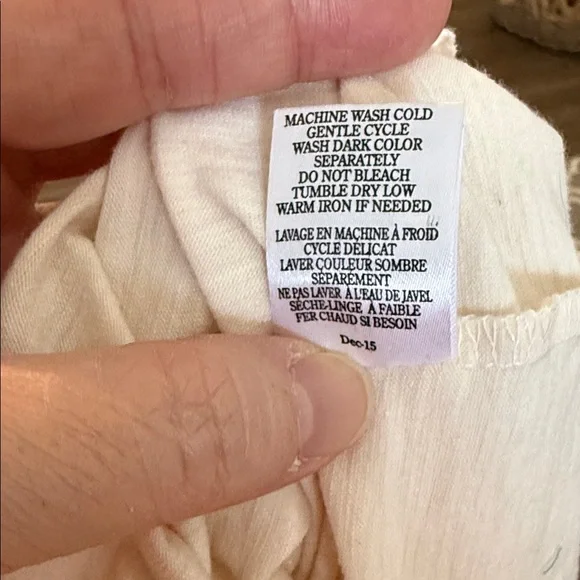 MACHINE WASH COLD
GENTLE CYCLE
WASH DARK COLOR
SEPARATELY
DO NOT BLEACH
TUMBLE DRY LOW
WARM IRON IF NEEDED
LAVAGE EN MACHINE À FROID
CYCLE DÉLICAT
LAVER COULEUR SOMBRE
SÉPARÉMENT
NE PAS LAVER À L'EAU DE JAVEL
SÈCHE-LINGE À FAIBLE
FER CHAUD SI BESOIN
Dec-15